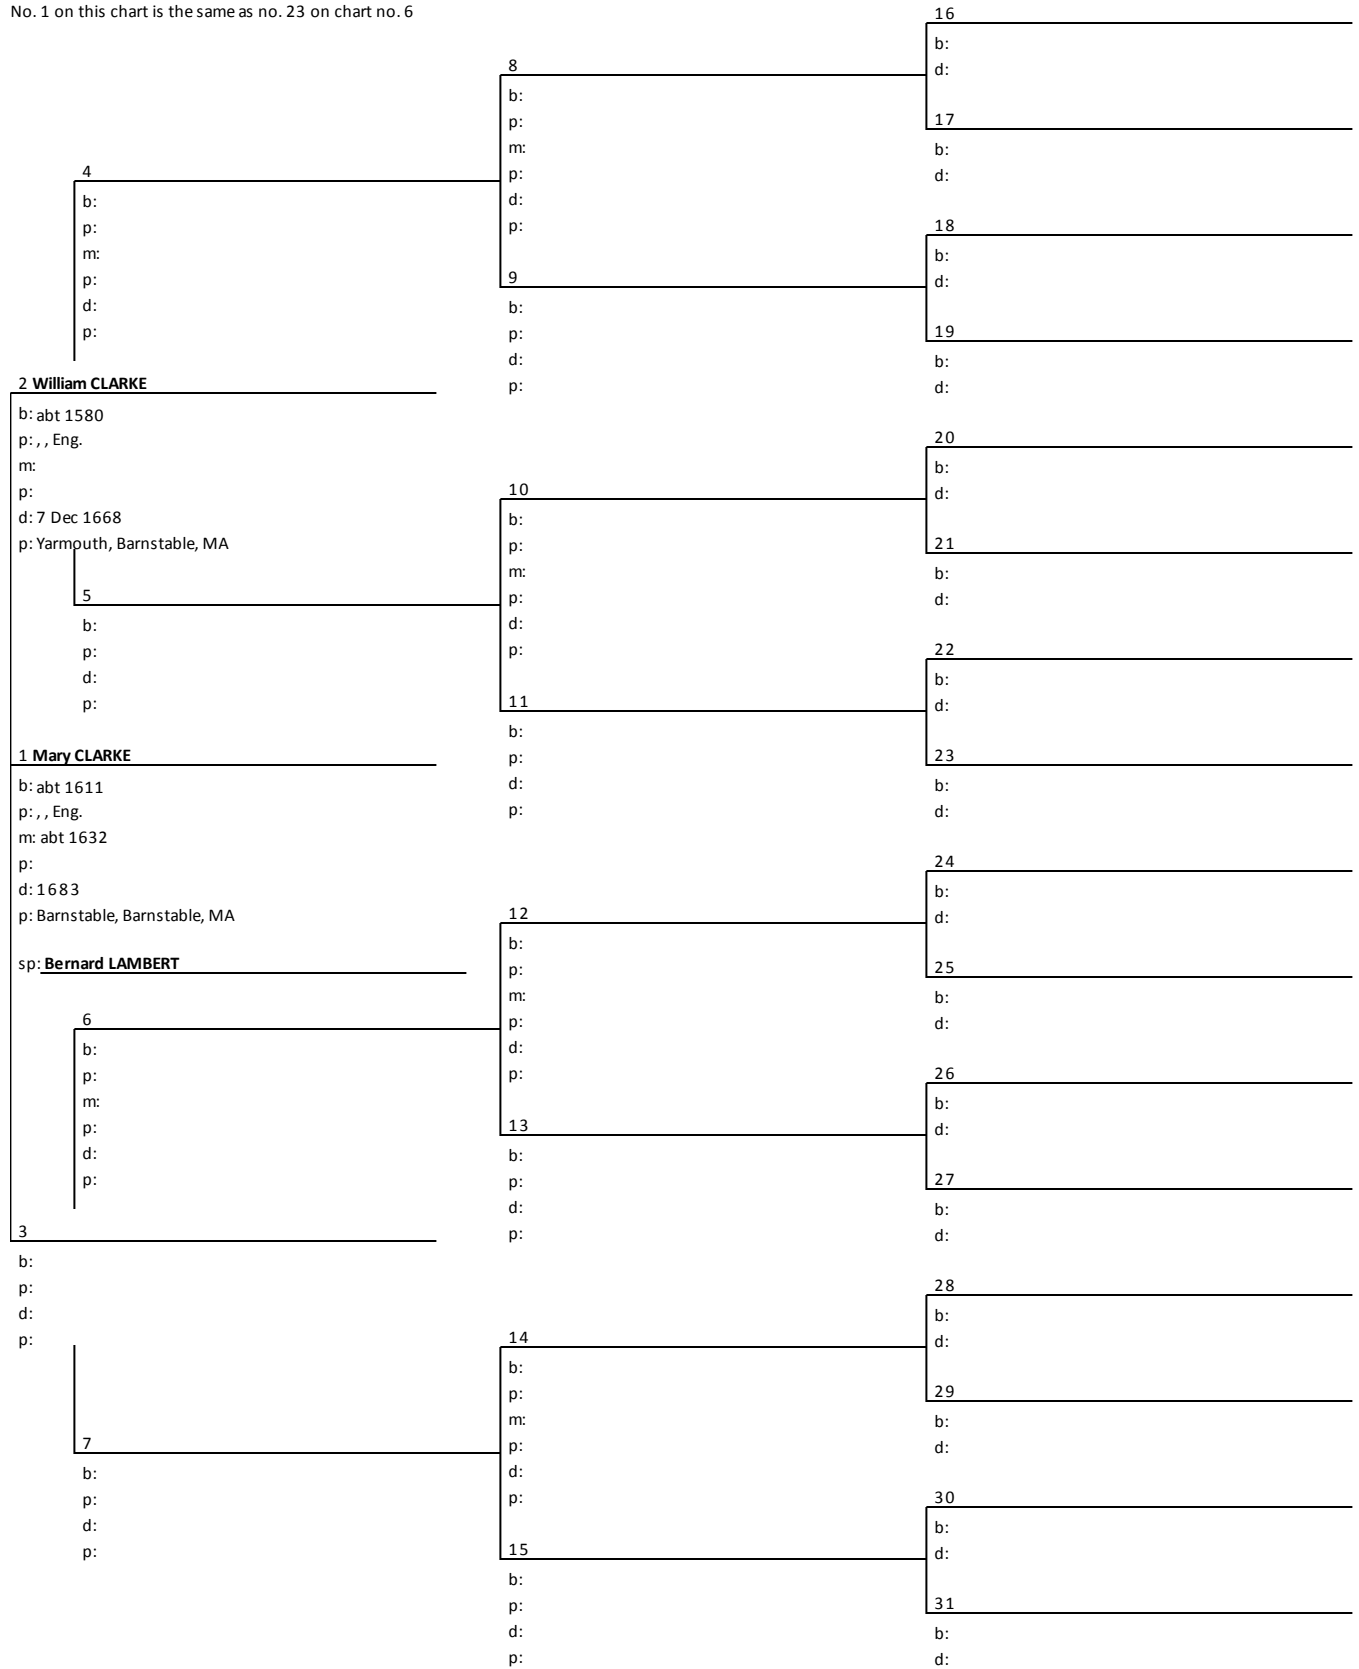 No. 1 on this chart is the same as no. 23 on chart no. 6
16
b:
d:
8
b:
p:
m:
p:
d:
p:
17
b:
d:
4
b:
p:
m:
p:
d:
p:
18
b:
d:
9
b:
p:
d:
p:
19
b:
d:
2 William CLARKE
b: abt 1580
p: , , Eng.
m:
p:
d: 7 Dec 1668
p: Yarmouth, Barnstable, MA
20
b:
d:
10
b:
p:
m:
p:
d:
p:
21
b:
d:
5
b:
p:
d:
p:
22
b:
d:
11
b:
p:
d:
p:
23
b:
d:
1 Mary CLARKE
b: abt 1611
p: , , Eng.
m: abt 1632
p:
d: 1683
p: Barnstable, Barnstable, MA
sp: Bernard LAMBERT
24
b:
d:
12
b:
p:
m:
p:
d:
p:
25
b:
d:
6
b:
p:
m:
p:
d:
p:
26
b:
d:
13
b:
p:
d:
p:
27
b:
d:
3
b:
p:
d:
p:
28
b:
d:
14
b:
p:
m:
p:
d:
p:
29
b:
d:
7
b:
p:
d:
p:
30
b:
d:
15
b:
p:
d:
p:
31
b:
d: